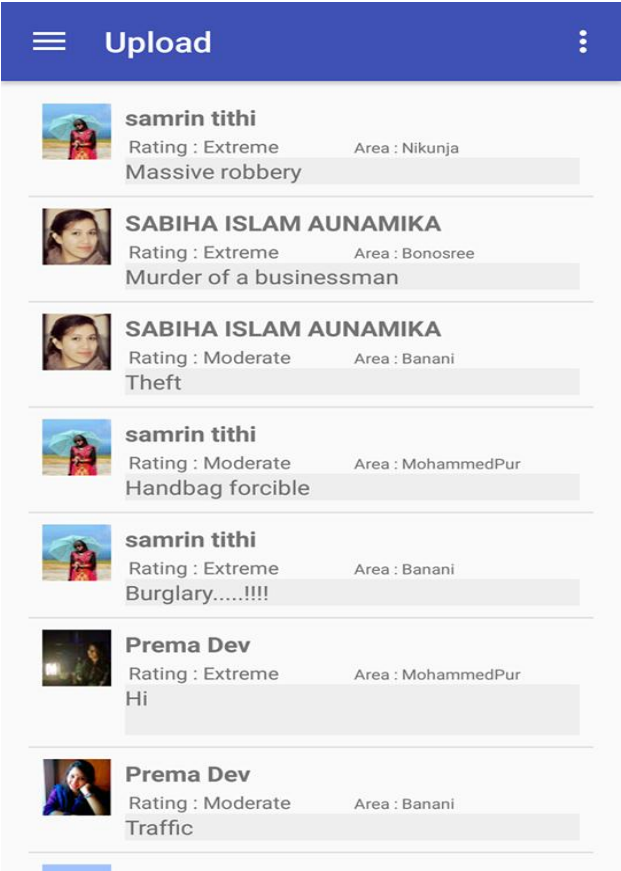 Upload
samrin tithi
Rating : Extreme Area : Nikunja
Massive robbery
SABIHA ISLAM AUNAMIKA
Rating : Extreme Area : Bonosree
Murder of a businessman
SABIHA ISLAM AUNAMIKA
Rating : Moderate Area : Banani
Theft
samrin tithi
Rating : Moderate Area : MohammedPur
Handbag forcible
samrin tithi
Rating : Extreme Area : Banani
Burglary.....!!!!
Prema Dev
Rating : Extreme Area : MohammedPur
Hi
Prema Dev
Rating : Moderate Area : Banani
Traffic